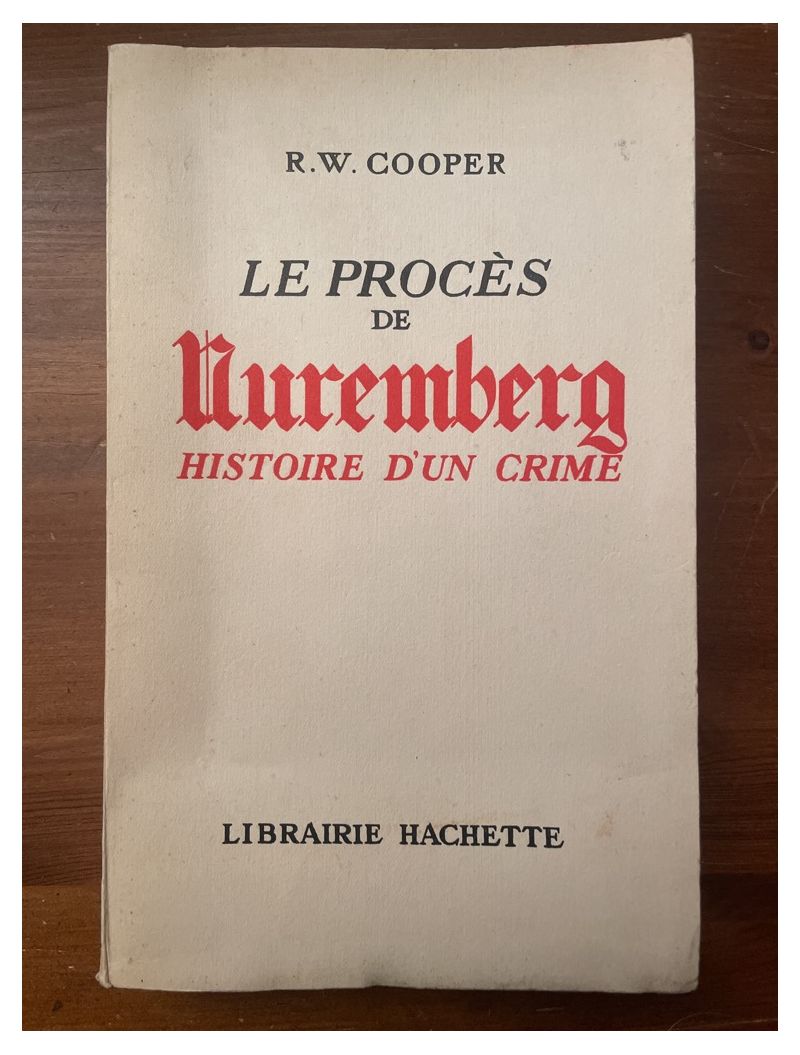 R.W. COOPER
LE PROCÈS
DE
Nuremberg
HISTOIRE D'UN CRIME
LIBRAIRIE HACHETTE